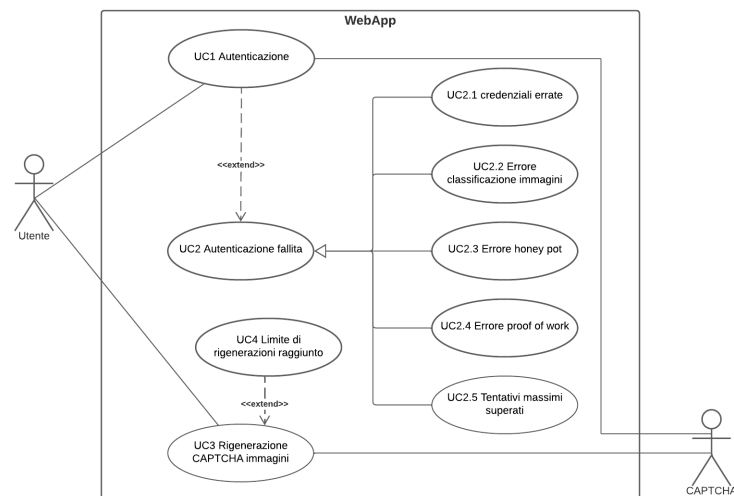 WebApp
UC1 Autenticazione
UC2.1 credenziali errate
<<extend>>
UC2.2 Errore
classificazione immagini
Utente
UC2 Autenticazione fallita
UC2.3 Errore honey pot
UC2.4 Errore proof of work
UC4 Limite di
rigenerazioni raggiunto
<<extend>>
UC2.5 Tentativi massimi
superati
UC3 Rigenerazione
CAPTCHA immagini
CAPTCHA